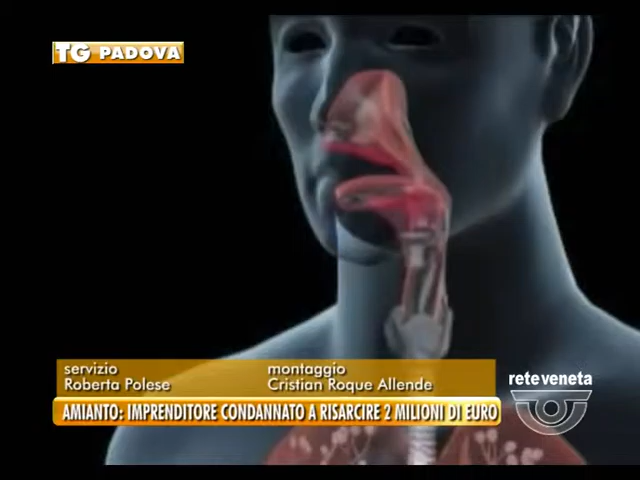 TG PADOVA
servizio
Roberta Polese
montaggio
Cristian Roque Allende
AMIANTO: IMPRENDITORE CONDANNATO A RISARCIRE 2 MILIONI DI EURO
reteveneta